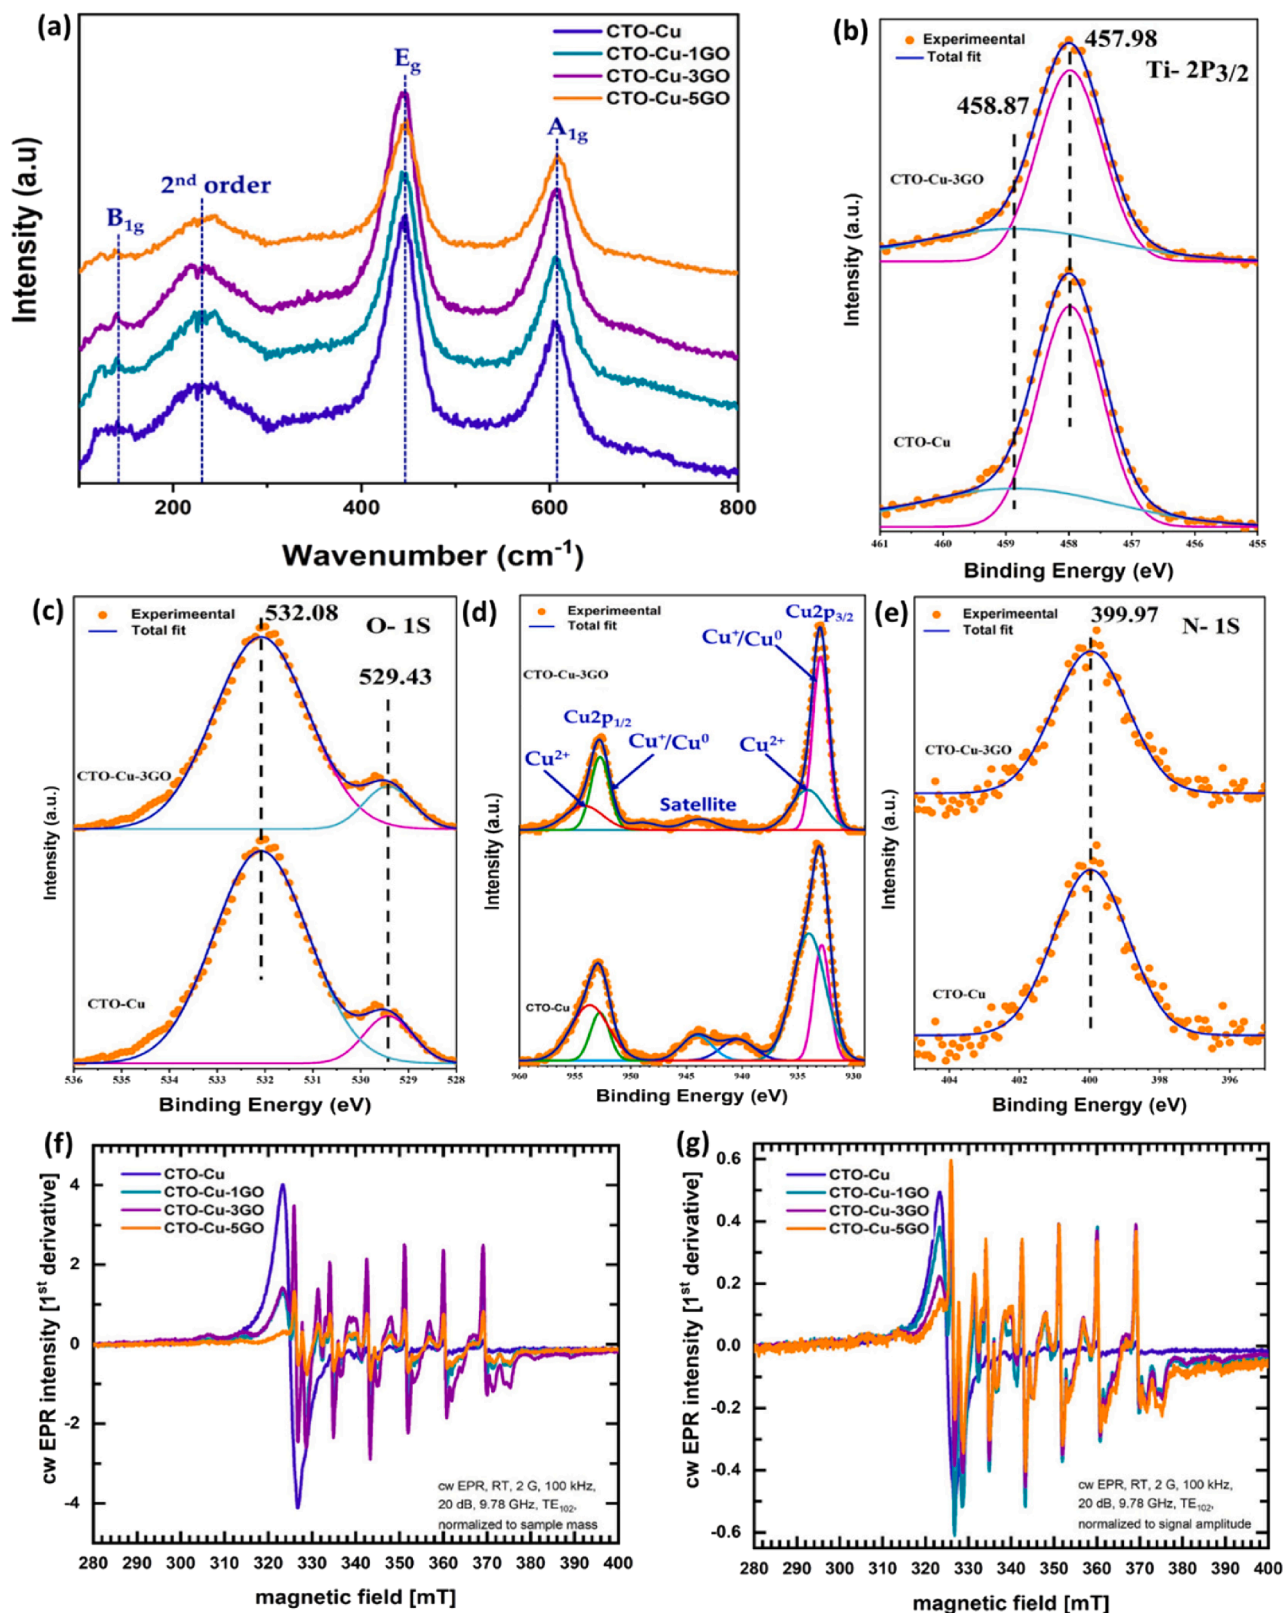 (a)
CTO-Cu
CTO-Cu-1GO
CTO-Cu-3GO
CTO-Cu-5GO
Eg
A1g
2nd order
B1g
Intensity (a.u)
200
400
600
800
Wavenumber (cm-1)
(b)
Experimeental
Total fit
457.98
Ti- 2P3/2
458.87
CTO-Cu-3GO
CTO-Cu
Intensity (a.u.)
461
460
459
458
457
456
455
Binding Energy (eV)
(c)
Experimeental
Total fit
532.08
O- 1S
529.43
CTO-Cu-3GO
CTO-Cu
Intensity (a.u.)
536
535
534
533
532
531
530
529
528
Binding Energy (eV)
(d)
Experimeental
Total fit
Cu2p3/2
Cu+/Cu0
CTO-Cu-3GO
Cu2p1/2
Cu2+
Cu+/Cu0
Cu2+
Satellite
CTO-Cu
Intensity (a.u.)
960
955
950
945
940
935
930
Binding Energy (eV)
(e)
Experimeental
Total fit
399.97
N- 1S
CTO-Cu-3GO
CTO-Cu
Intensity (a.u.)
404
402
400
398
396
Binding Energy (eV)
(f)
CTO-Cu
CTO-Cu-1GO
CTO-Cu-3GO
CTO-Cu-5GO
cw EPR intensity [1st derivative]
4
2
0
-2
-4
cw EPR, RT, 2 G, 100 kHz,
20 dB, 9.78 GHz, TE102,
normalized to sample mass
280 290 300 310 320 330 340 350 360 370 380 390 400
magnetic field [mT]
(g)
CTO-Cu
CTO-Cu-1GO
CTO-Cu-3GO
CTO-Cu-5GO
cw EPR intensity [1st derivative]
0.6
0.4
0.2
0.0
-0.2
-0.4
-0.6
cw EPR, RT, 2 G, 100 kHz,
20 dB, 9.78 GHz, TE102,
normalized to signal amplitude
280 290 300 310 320 330 340 350 360 370 380 390 400
magnetic field [mT]